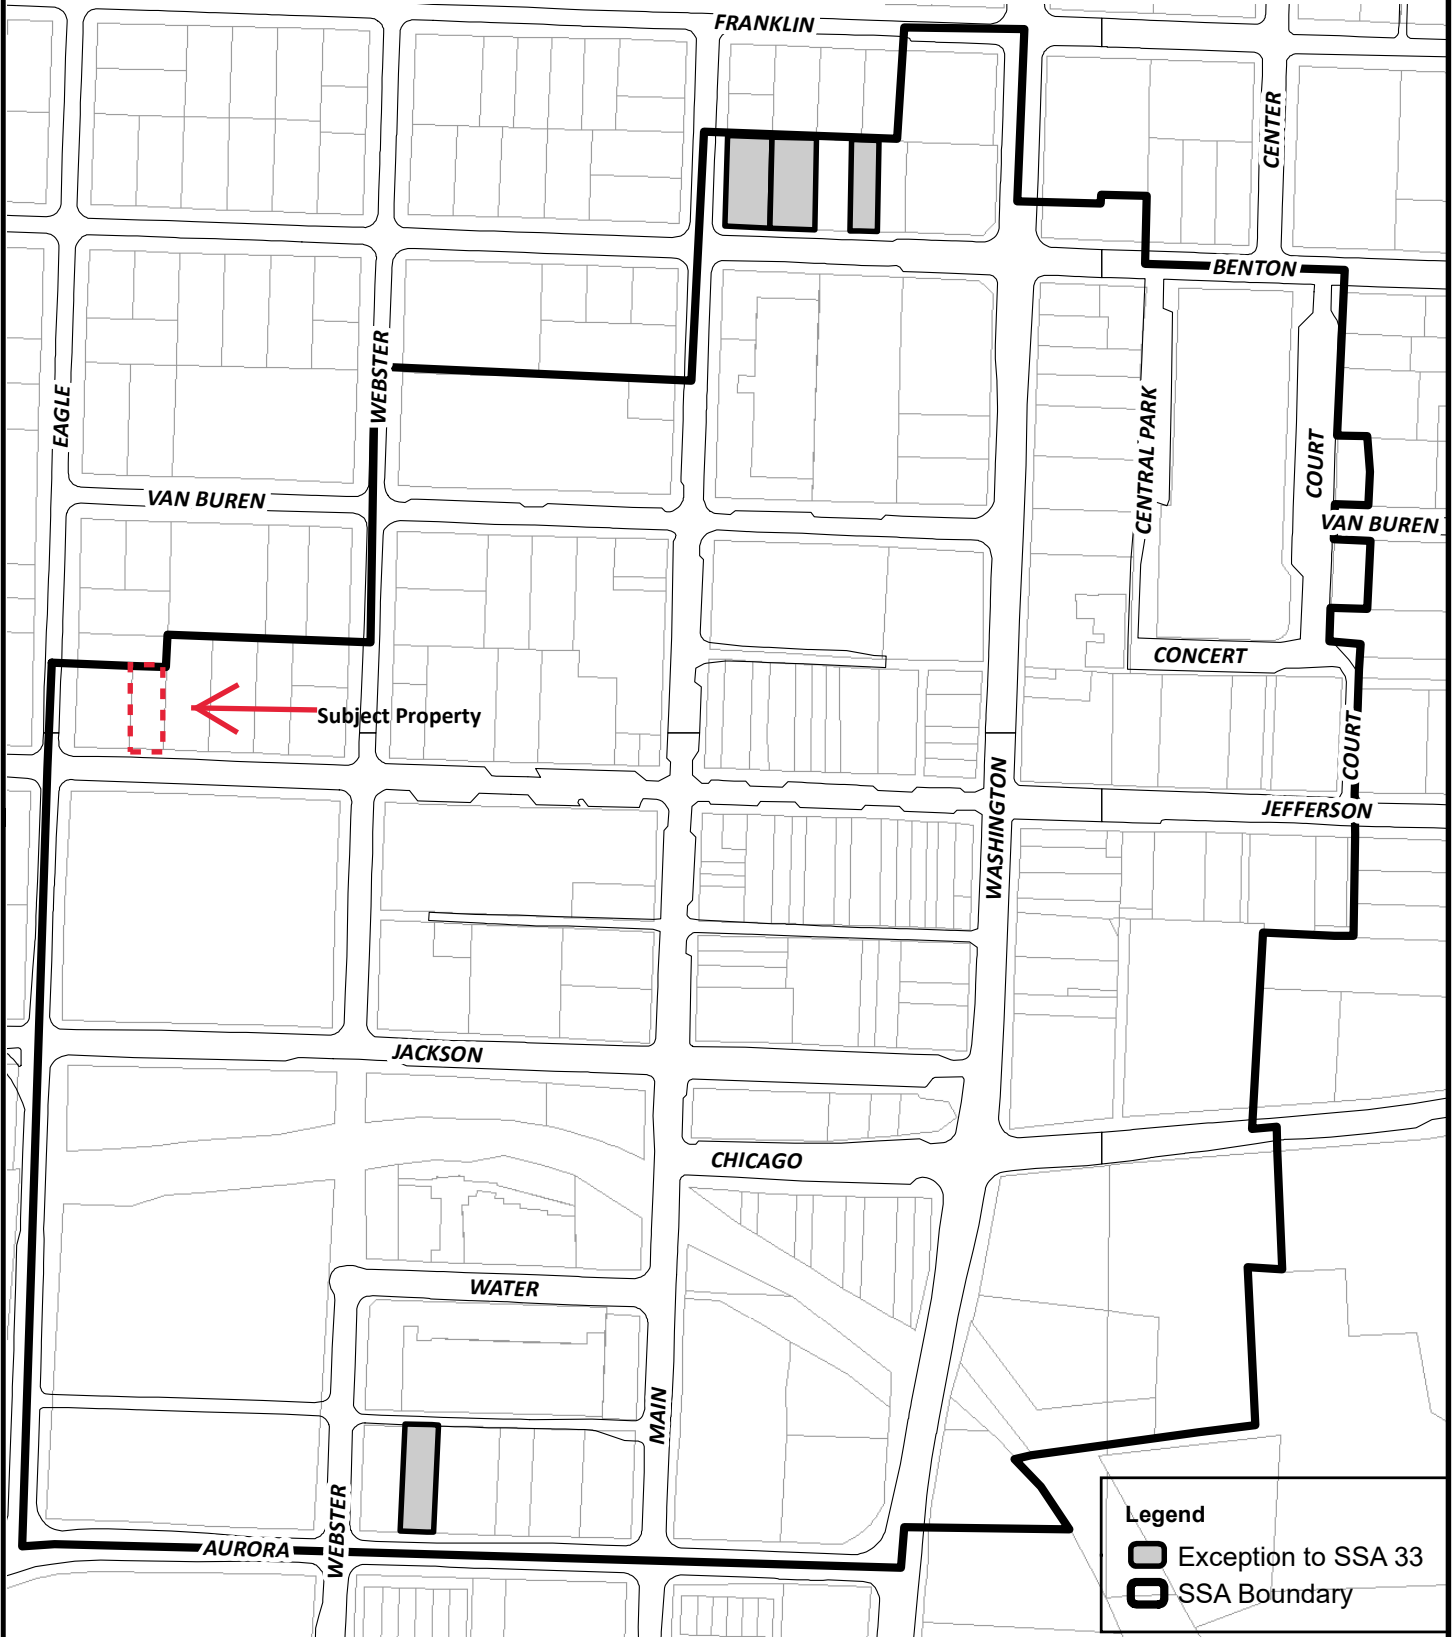 FRANKLIN
CENTER
BENTON
WEBSTER
EAGLE
CENTRAL PARK
COURT
VAN BUREN
VAN BUREN
CONCERT
Subject Property
COURT
WASHINGTON
JEFFERSON
JACKSON
CHICAGO
WATER
MAIN
WEBSTER
AURORA
Legend
Exception to SSA 33
SSA Boundary